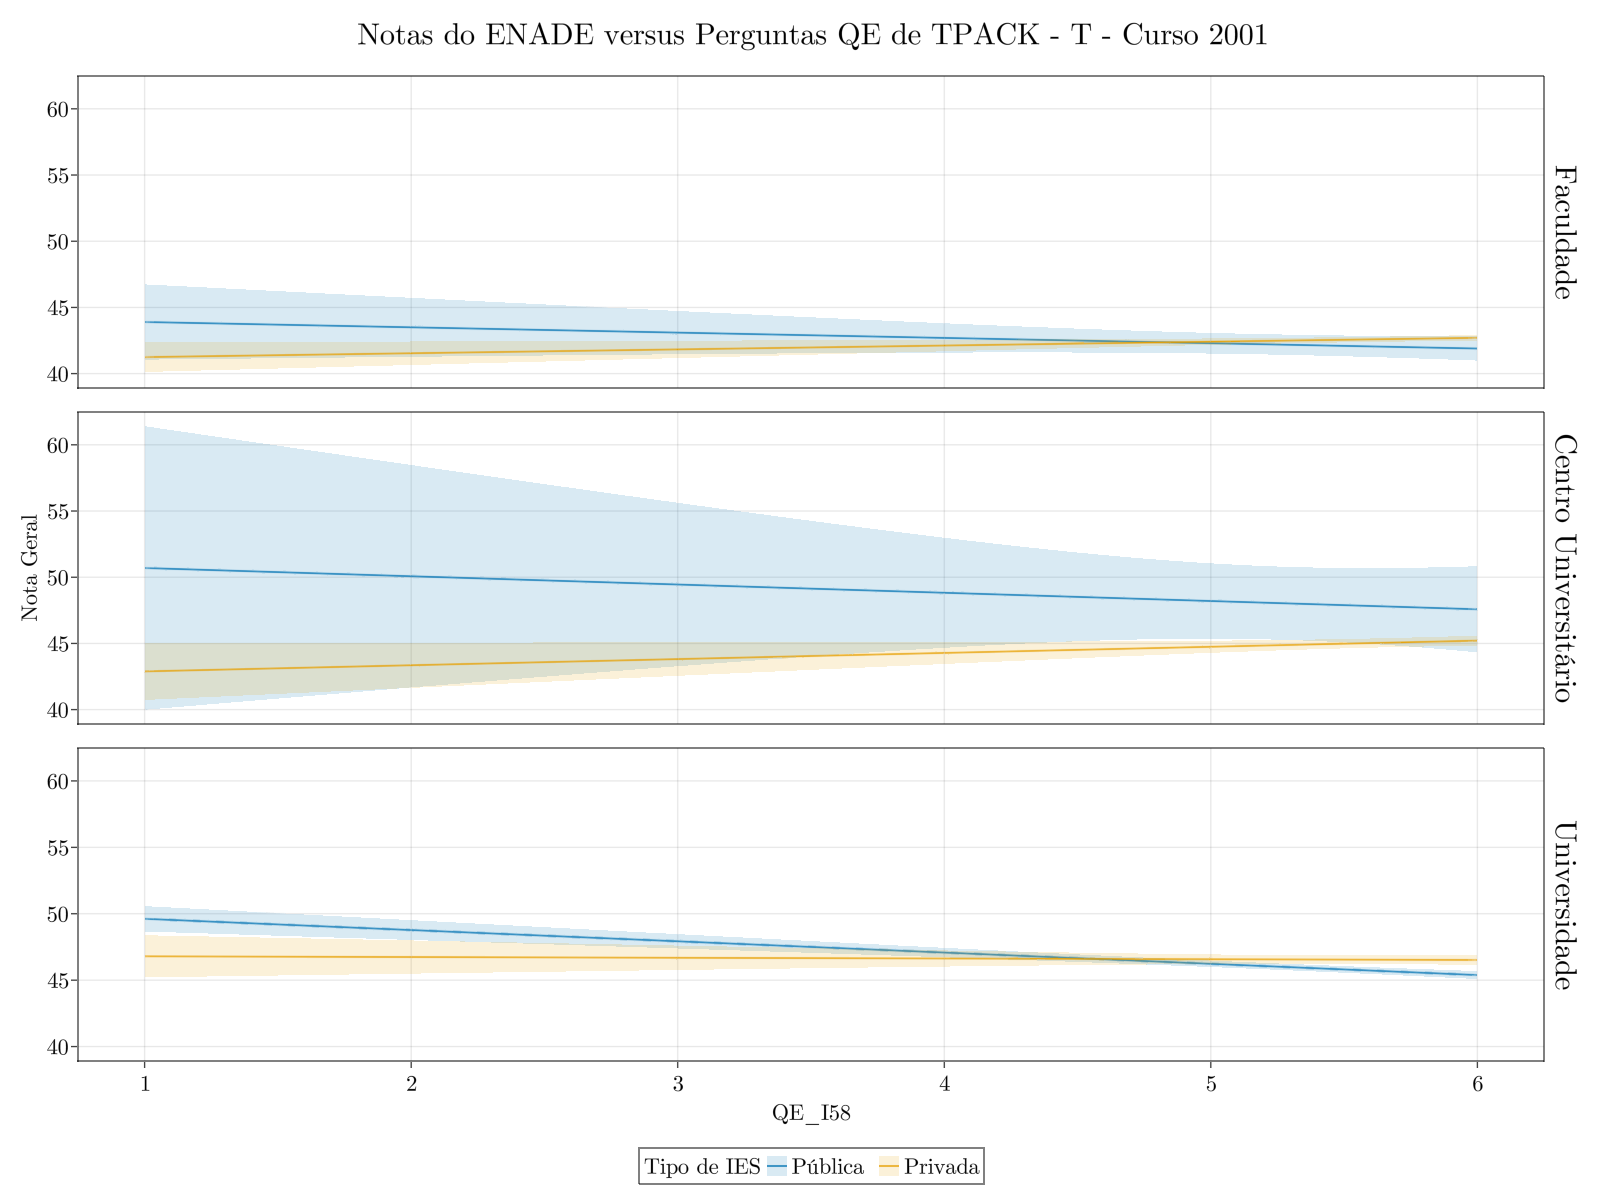 Notas do ENADE versus Perguntas QE de TPACK - T - Curso 2001
60
55
50
45
40
Faculdade
60
55
50
45
40
Centro Universitário
Nota Geral
60
55
50
45
40
Universidade
1 2 3 4 5 6
QE_I58
Tipo de IES Pública Privada